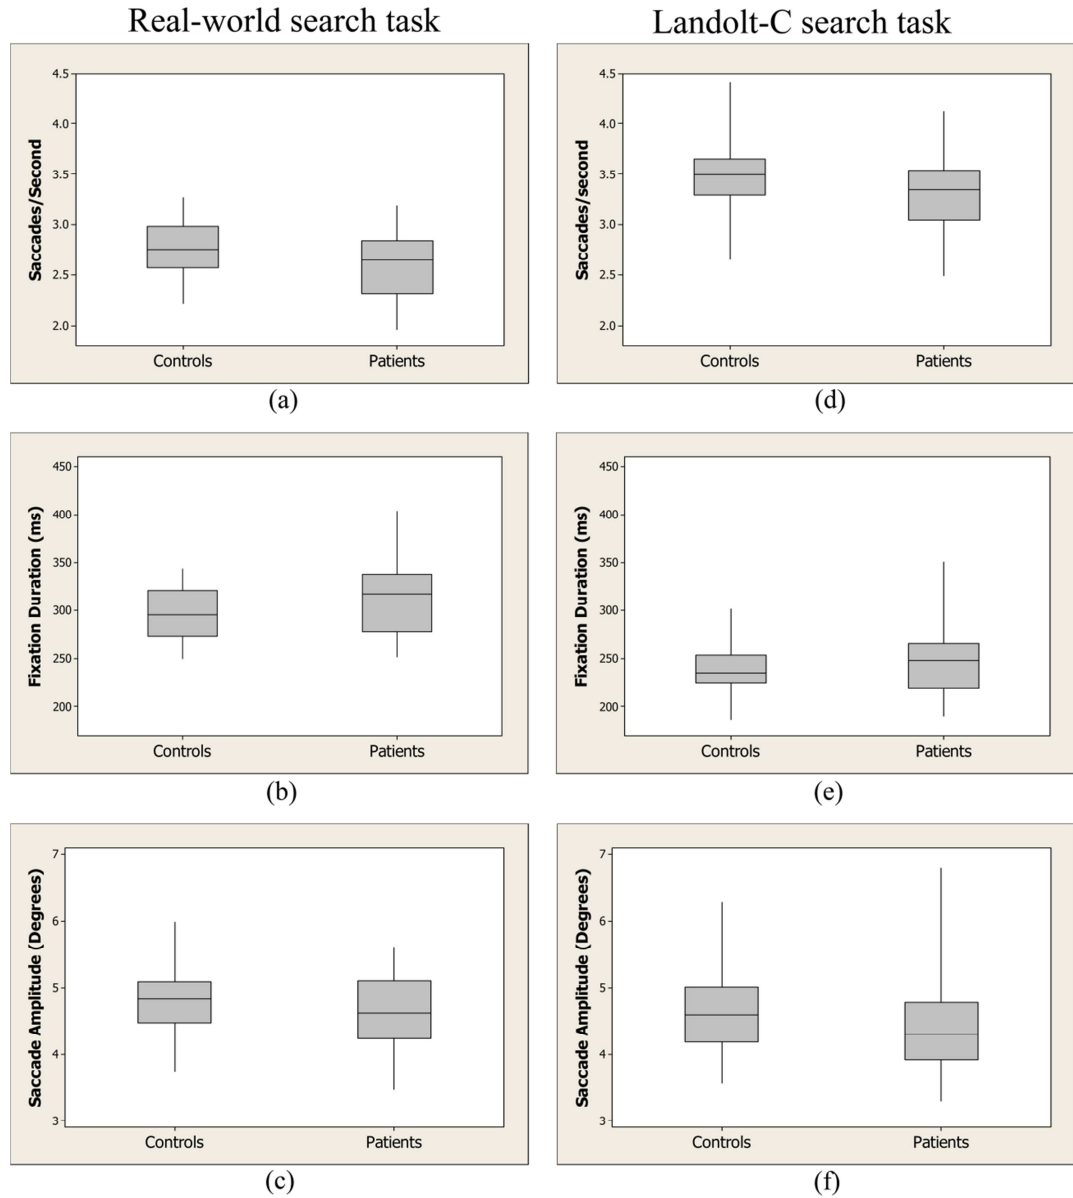 Real-world search task
Landolt-C search task
Saccades/Second
4.5
4.0
3.5
3.0
2.5
2.0
Controls
Patients
(a)
Saccades/second
4.5
4.0
3.5
3.0
2.5
2.0
Controls
Patients
(d)
Fixation Duration (ms)
450
400
350
300
250
200
Controls
Patients
(b)
Fixation Duration (ms)
450
400
350
300
250
200
Controls
Patients
(e)
Saccade Amplitude (Degrees)
7
6
5
4
3
Controls
Patients
(c)
Saccade Amplitude (Degrees)
7
6
5
4
3
Controls
Patients
(f)